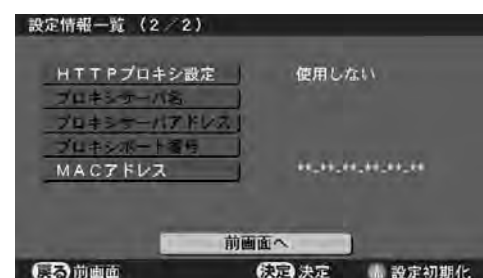 設定情報一覧（2／2）
HTTPプロキシ設定 使用しない
プロキシサーバ名
プロキシサーバアドレス
プロキシポート番号
MACアドレス **-**-**-**-**-**
前画面へ
戻る 前画面 決定 決定 設定初期化